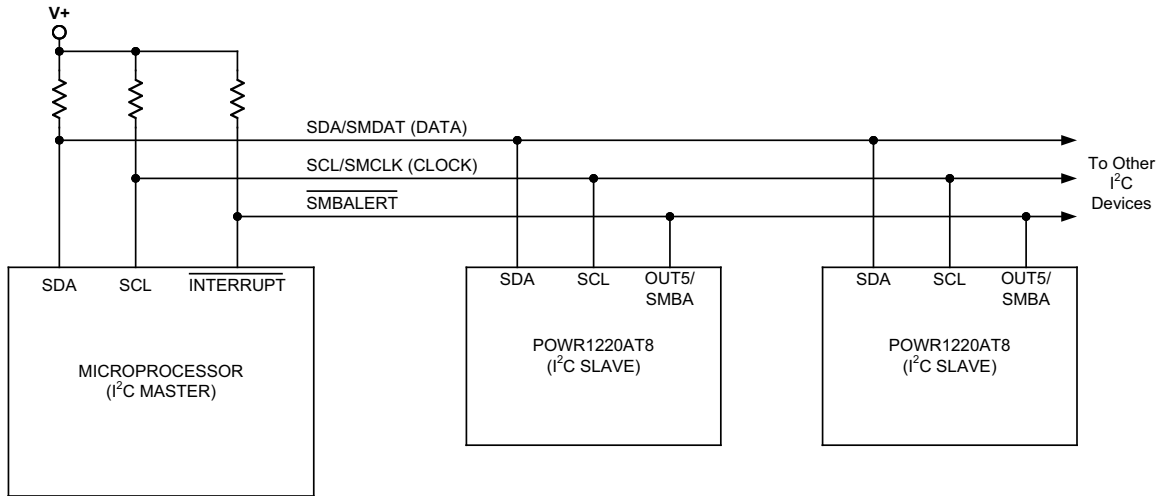 V+
SDA/SMDAT (DATA)
SCL/SMCLK (CLOCK)
SMBALERT
To Other
I²C
Devices
SDA SCL INTERRUPT
MICROPROCESSOR
(I²C MASTER)
SDA SCL OUT5/
SMBA
POWR1220AT8
(I²C SLAVE)
SDA SCL OUT5/
SMBA
POWR1220AT8
(I²C SLAVE)